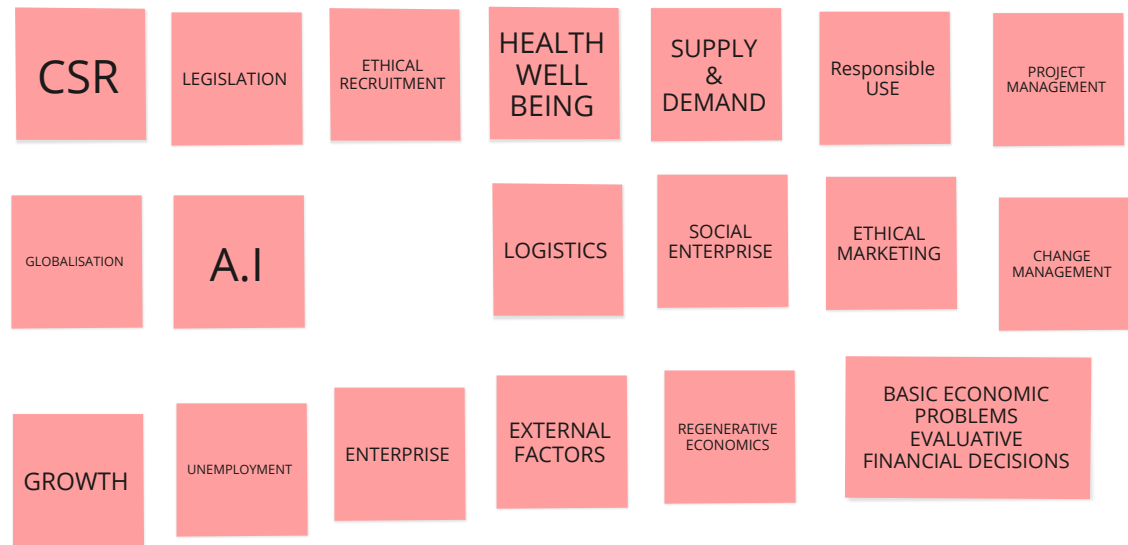 CSR
LEGISLATION
ETHICAL
RECRUITMENT
HEALTH
WELL
BEING
SUPPLY
&
DEMAND
Responsible
USE
PROJECT
MANAGEMENT
GLOBALISATION
A.I
LOGISTICS
SOCIAL
ENTERPRISE
ETHICAL
MARKETING
CHANGE
MANAGEMENT
GROWTH
UNEMPLOYMENT
ENTERPRISE
EXTERNAL
FACTORS
REGENERATIVE
ECONOMICS
BASIC ECONOMIC
PROBLEMS
EVALUATIVE
FINANCIAL DECISIONS